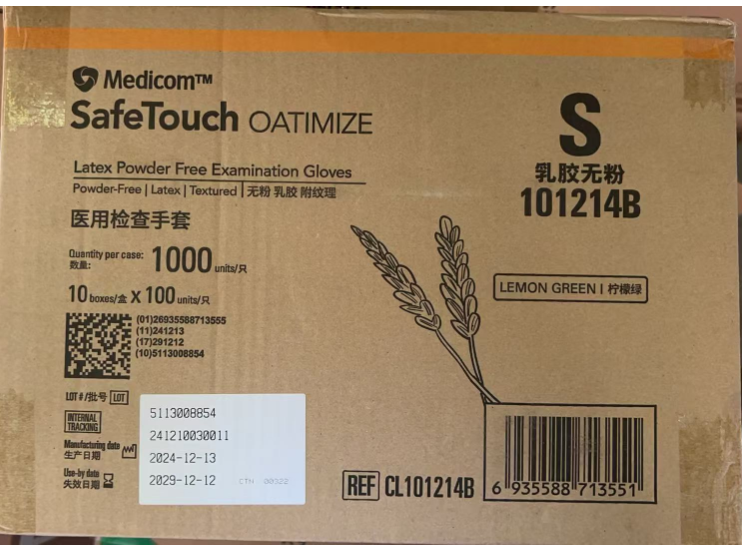 Medicom™
SafeTouch OATIMIZE
Latex Powder Free Examination Gloves
Powder-Free | Latex | Textured | 无粉 乳胶 附纹理
医用检查手套
Quantity per case:
数量:
1000 units/只
10 boxes/盒 X 100 units/只
(01)26935588713555
(11)241213
(17)291212
(10)5113008854
LOT # /批号 LOT
INTERNAL
TRACKING
Manufacturing date
生产日期
Use-by date
失效日期
5113008854
241210030011
2024-12-13
2029-12-12 CTN 00322
S
乳胶无粉
101214B
LEMON GREEN | 柠檬绿
REF CL101214B
6 935588 713551